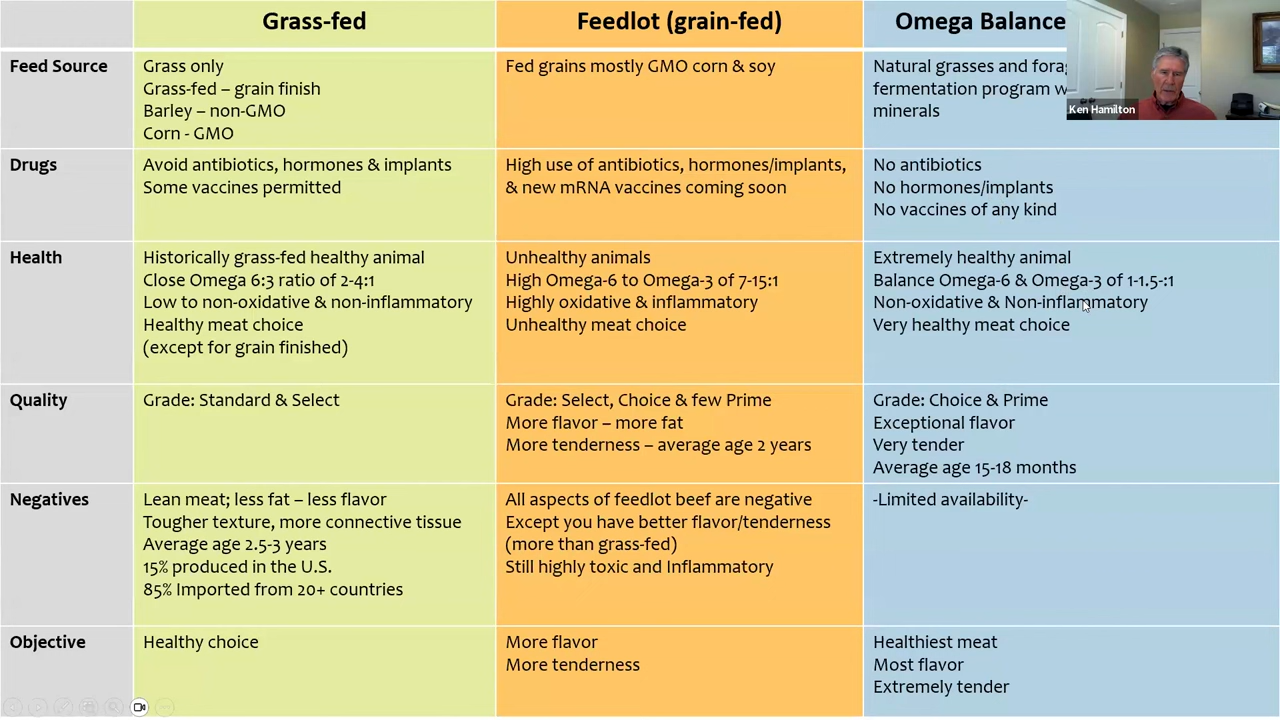 Grass-fed
Feedlot (grain-fed)
Omega Balance
Feed Source
Grass only
Grass-fed – grain finish
Barley – non-GMO
Corn - GMO
Fed grains mostly GMO corn & soy
Natural grasses and
fermentation program
minerals
Ken Hamilton
Drugs
Avoid antibiotics, hormones & implants
Some vaccines permitted
High use of antibiotics, hormones/implants,
& new mRNA vaccines coming soon
No antibiotics
No hormones/implants
No vaccines of any kind
Health
Historically grass-fed healthy animal
Close Omega 6:3 ratio of 2-4:1
Low to non-oxidative & non-inflammatory
Healthy meat choice
(except for grain finished)
Unhealthy animals
High Omega-6 to Omega-3 of 7-15:1
Highly oxidative & inflammatory
Unhealthy meat choice
Extremely healthy animal
Balance Omega-6 & Omega-3 of 1-1.5-:1
Non-oxidative & Non-inflammatory
Very healthy meat choice
Quality
Grade: Standard & Select
Grade: Select, Choice & few Prime
More flavor – more fat
More tenderness – average age 2 years
Grade: Choice & Prime
Exceptional flavor
Very tender
Average age 15-18 months
Negatives
Lean meat; less fat – less flavor
Tougher texture, more connective tissue
Average age 2.5-3 years
15% produced in the U.S.
85% Imported from 20+ countries
All aspects of feedlot beef are negative
Except you have better flavor/tenderness
(more than grass-fed)
Still highly toxic and Inflammatory
-Limited availability-
Objective
Healthy choice
More flavor
More tenderness
Healthiest meat
Most flavor
Extremely tender